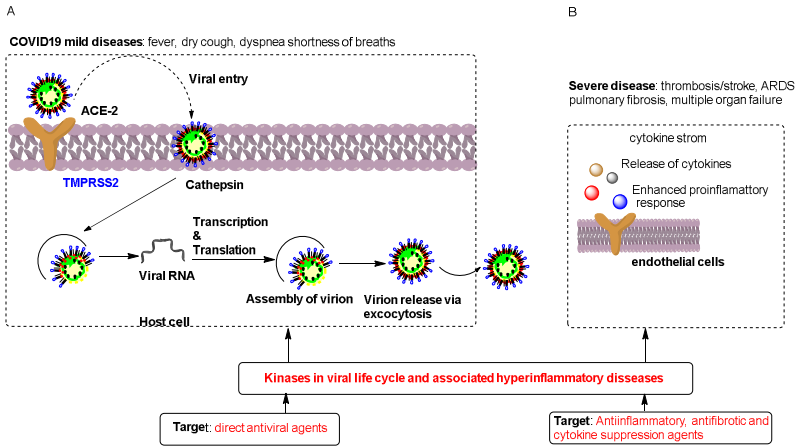 A
COVID19 mild diseases: fever, dry cough, dyspnea shortness of breaths
Viral entry
ACE-2
TMPRSS2
Cathepsin
Transcription
&
Translation
Viral RNA
Assembly of virion
Virion release via
excocytosis
Host cell
B
Severe disease: thrombosis/stroke, ARDS
pulmonary fibrosis, multiple organ failure
cytokine strom
Release of cytokines
Enhanced proinflamattory
response
endothelial cells
Kinases in viral life cycle and associated hyperinflammatory diseases
Target: direct antiviral agents
Target: Antiinflammatory, antifibrotic and
cytokine suppression agents